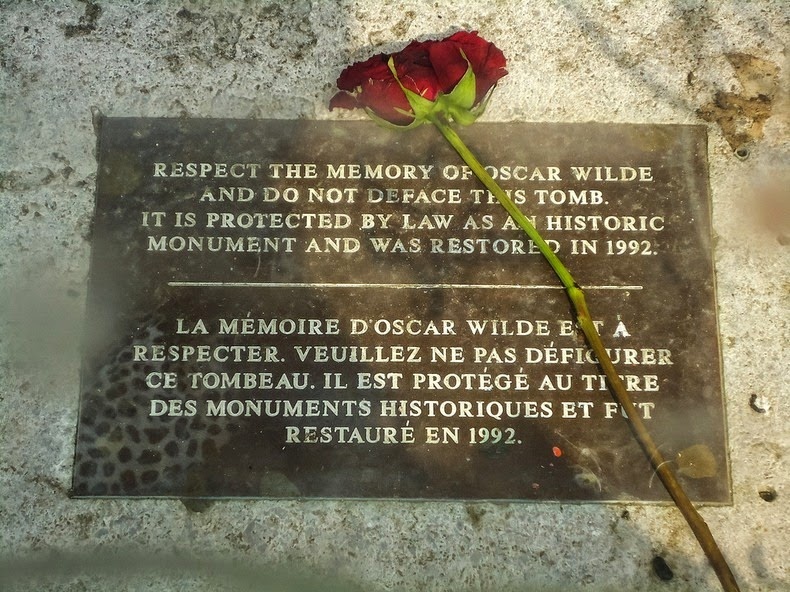 RESPECT THE MEMORY OF OSCAR WILDE
AND DO NOT DEFACE THIS TOMB.
IT IS PROTECTED BY LAW AS AN HISTORIC
MONUMENT AND WAS RESTORED IN 1992.
LA MÉMOIRE D'OSCAR WILDE EST À
RESPECTER. VEUILLEZ NE PAS DÉFIGURER
CE TOMBEAU. IL EST PROTÉGÉ AU TITRE
DES MONUMENTS HISTORIQUES ET FUT
RESTAURÉ EN 1992.